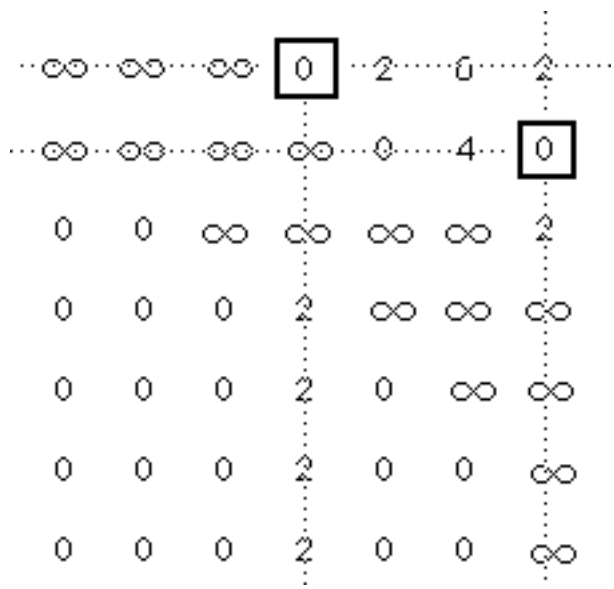 ∞ ∞ ∞ 0 2 6 2
∞ ∞ ∞ ∞ 0 4 0
0 0 ∞ ∞ ∞ ∞ 2
0 0 0 2 ∞ ∞ ∞
0 0 0 2 0 ∞ ∞
0 0 0 2 0 0 ∞
0 0 0 2 0 0 ∞